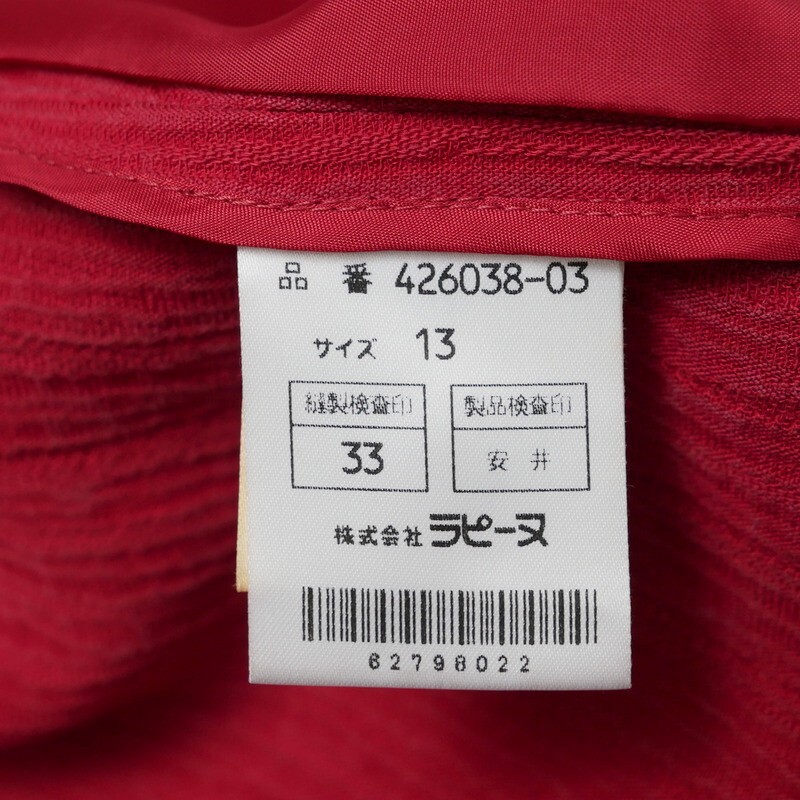 品番 426038-03
サイズ 13
縫製検査印 製品検査印
33 安井
株式会社ラピーヌ
62798022